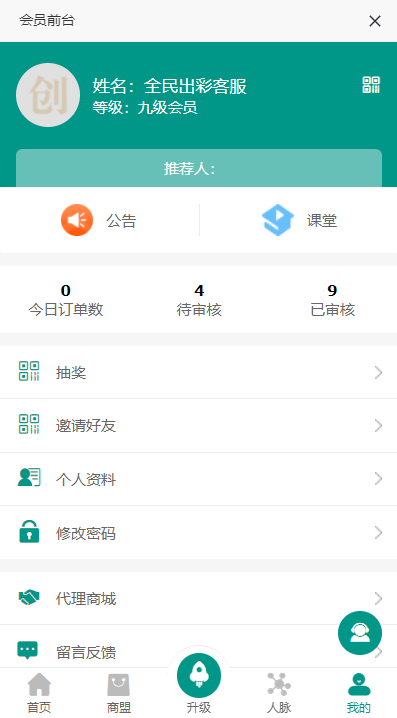 会员前台
创
姓名：全民出彩客服
等级：九级会员
推荐人：
公告
课堂
0
4
9
今日订单数
待审核
已审核
抽奖
邀请好友
个人资料
修改密码
代理商城
留言反馈
首页
商盟
升级
人脉
我的